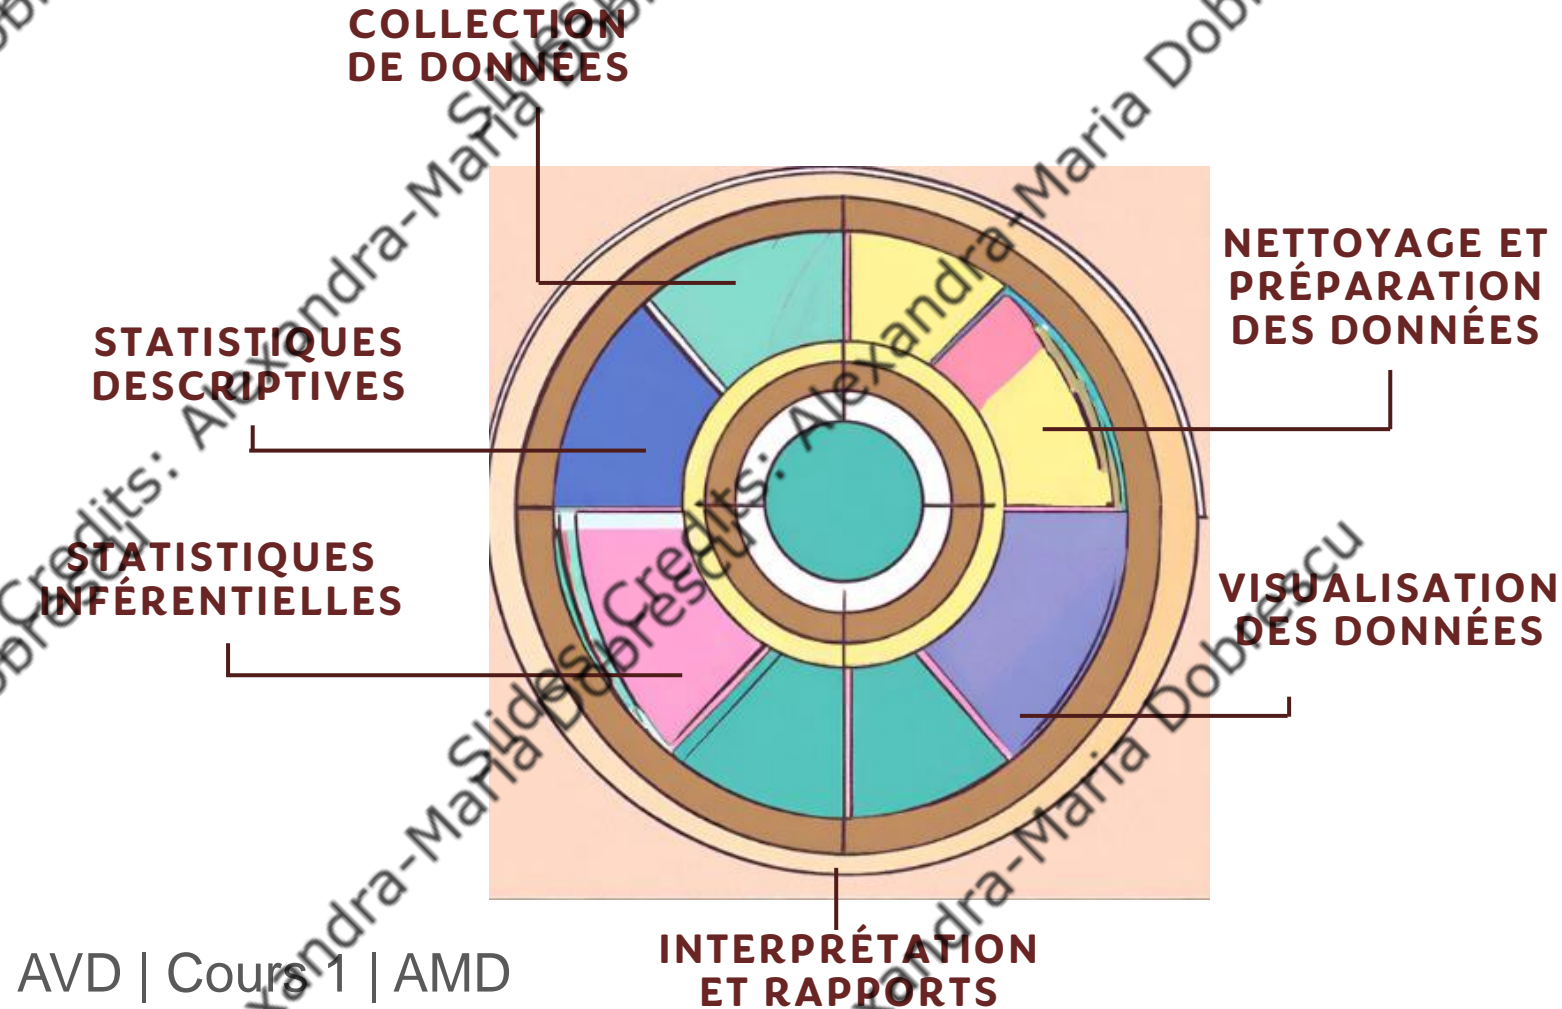 COLLECTION
DE DONNÉES
NETTOYAGE ET
PRÉPARATION
DES DONNÉES
STATISTIQUES
DESCRIPTIVES
STATISTIQUES
INFÉRENTIELLES
VISUALISATION
DES DONNÉES
INTERPRÉTATION
ET RAPPORTS
AVD | Cours 1 | AMD
Slides Credits: Alexandra-Maria Dobrescu
Slides Credits: Alexandra-Maria Dobrescu